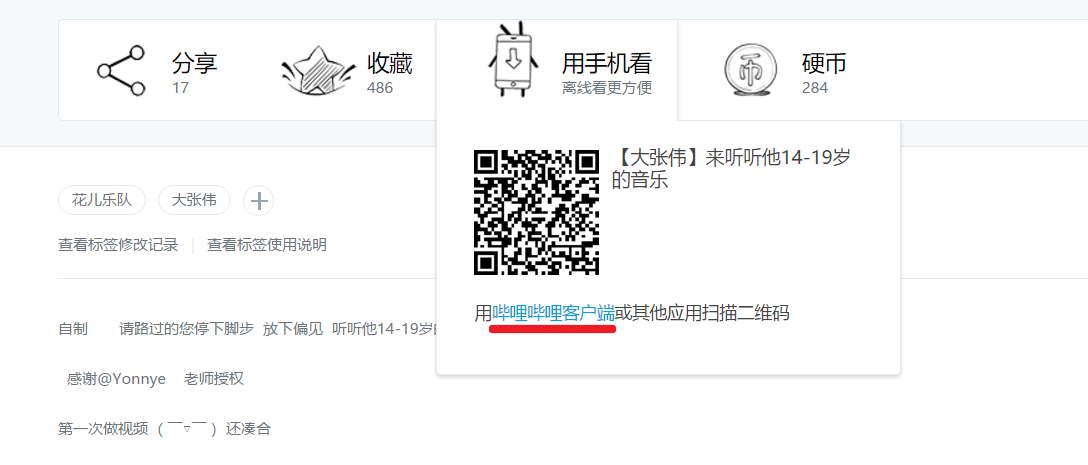 分享
17
收藏
486
用手机看
离线看更方便
硬币
284
币
【大张伟】来听听他14-19岁
的音乐
用哔哩哔哩客户端或其他应用扫描二维码
花儿乐队
大张伟
查看标签修改记录 | 查看标签使用说明
自制 请路过的您停下脚步 放下偏见 听听他14-19岁的
感谢@Yonnye 老师授权
第一次做视频 (￣▽￣) 还凑合